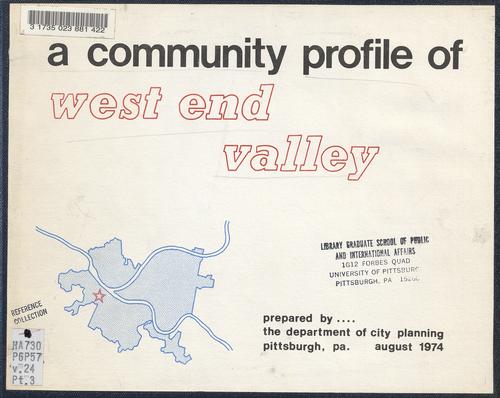 3 1735 023 881 422
a community profile of
west end
valley
LIBRARY GRADUATE SCHOOL OF PUBLIC
AND INTERNATIONAL AFFAIRS
1G12 FORBES QUAD
UNIVERSITY OF PITTSBURG
PITTSBURGH, PA
REFERENCE
COLLECTION
prepared by ....
the department of city planning
pittsburgh, pa. august 1974
HA730
P6P57
v.24
Pt.3